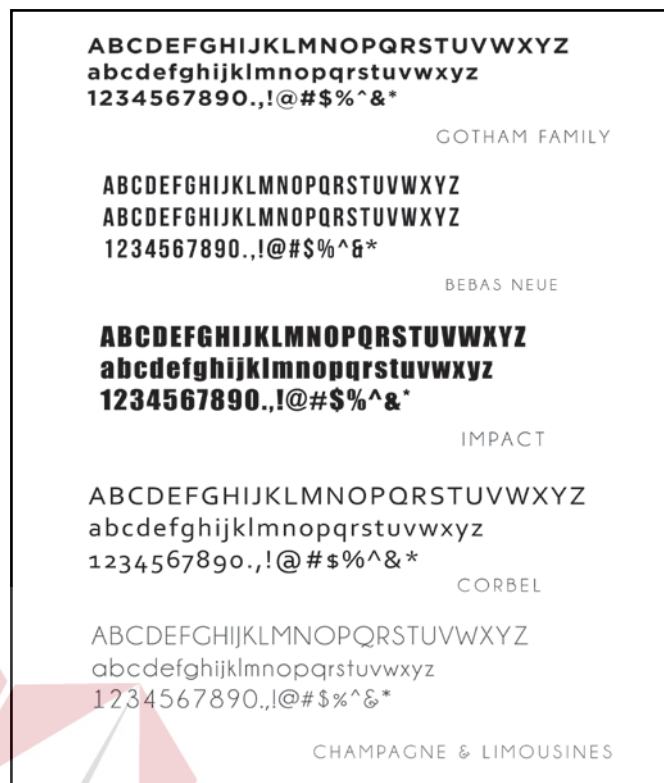 ABCDEFGHIJKLMNOPQRSTUVWXYZ
abcdefghijklmnopqrstuvwxyz
1234567890.,!@#$%^&*
GOTHAM FAMILY
ABCDEFGHIJKLMNOPQRSTUVWXYZ
ABCDEFGHIJKLMNOPQRSTUVWXYZ
1234567890.,!@#$%^&*
BEBAS NEUE
ABCDEFGHIJKLMNOPQRSTUVWXYZ
abcdefghijklmnopqrstuvwxyz
1234567890.,!@#$%^&*
IMPACT
ABCDEFGHIJKLMNOPQRSTUVWXYZ
abcdefghijklmnopqrstuvwxyz
1234567890.,!@#$%^&*
CORBEL
ABCDEFGHIJKLMNOPQRSTUVWXYZ
abcdefghijklmnopqrstuvwxyz
1234567890.,!@#$%^&*
CHAMPAGNE & LIMOUSINES